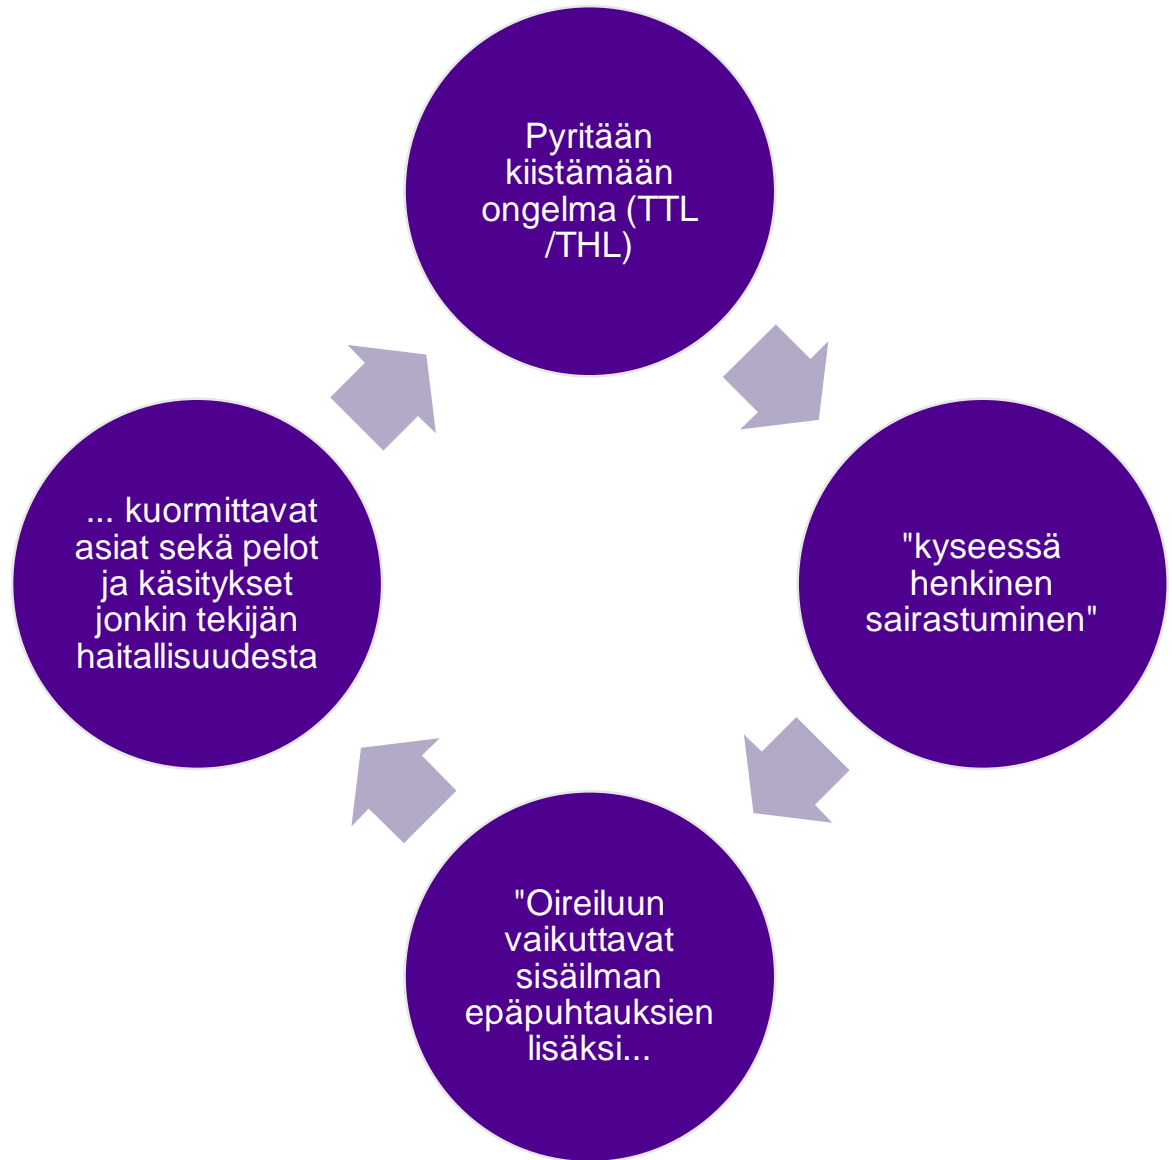 Pyritään
kiistämään
ongelma (TTL
/THL)
"kyseessä
henkinen
sairastuminen"
"Oireiluun
vaikuttavat
sisäilman
epäpuhtauksien
lisäksi...
... kuormittavat
asiat sekä pelot
ja käsitykset
jonkin tekijän
haitallisuudesta